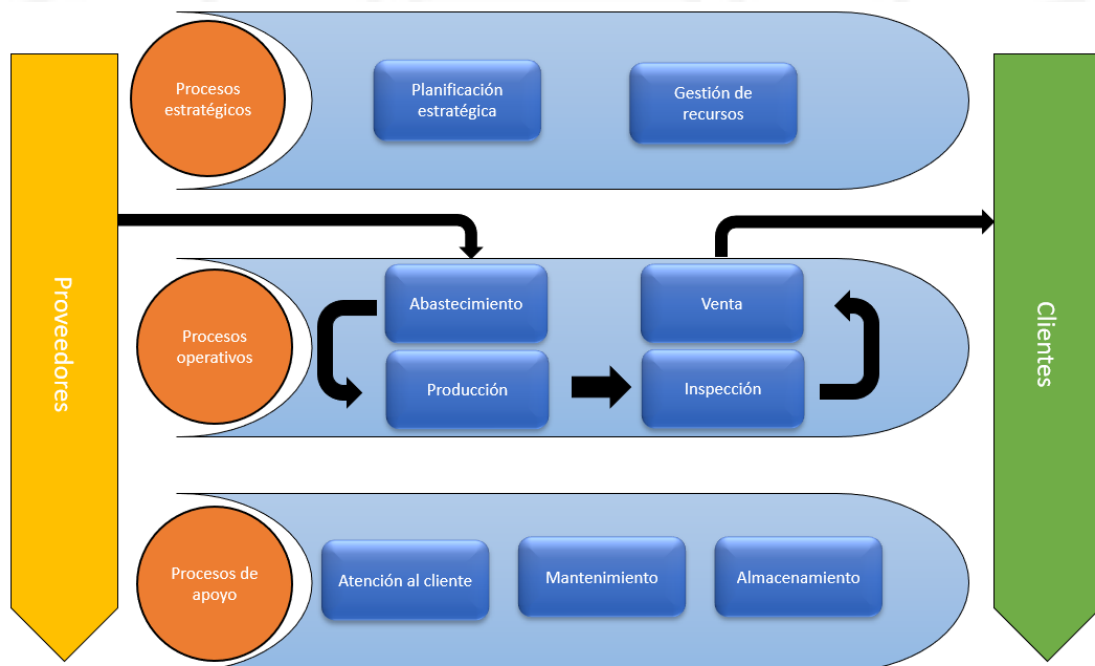 Proveedores
Procesos
estratégicos
Planificación
estratégica
Gestión de
recursos
Procesos
operativos
Abastecimiento
Venta
Producción
Inspección
Procesos de
apoyo
Atención al cliente
Mantenimiento
Almacenamiento
Clientes